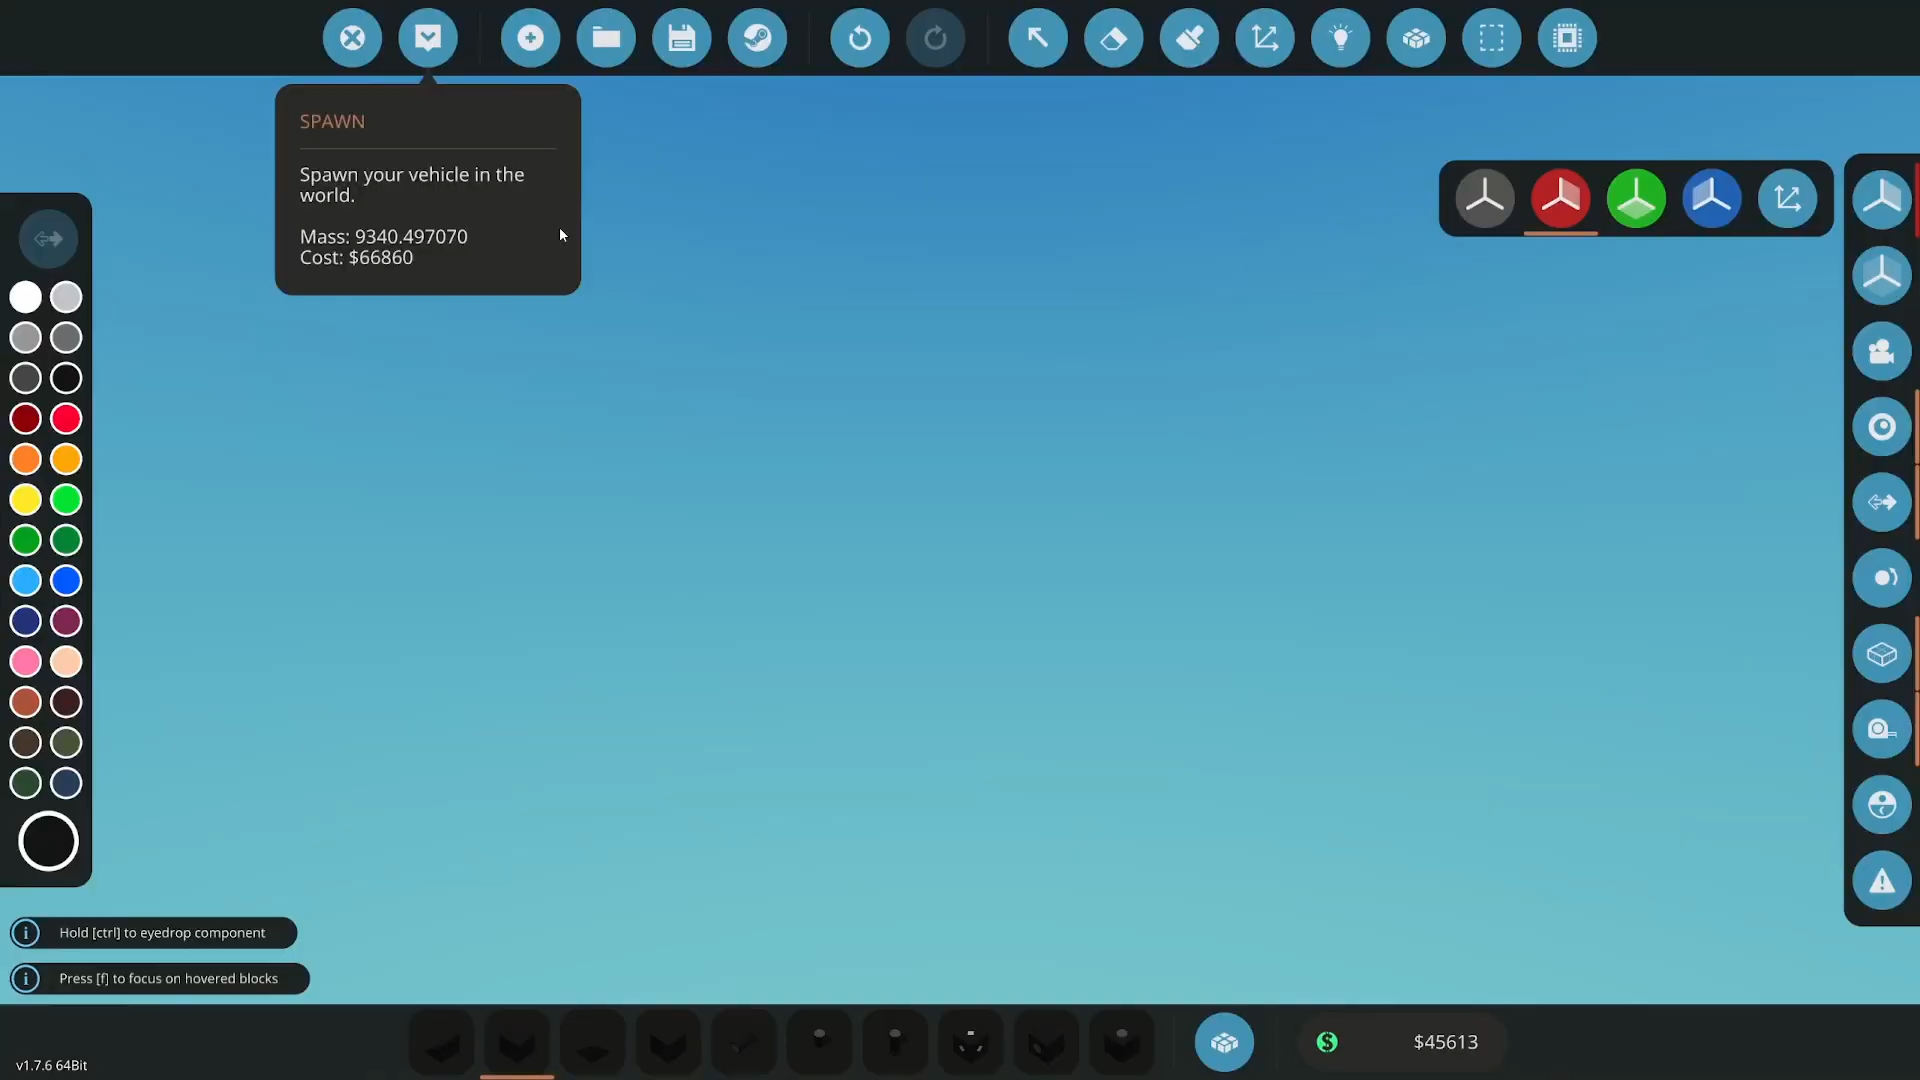 SPAWN
Spawn your vehicle in the
world.
Mass: 9340.497070
Cost: $66860
Hold [ctrl] to eyedrop component
Press [f] to focus on hovered blocks
v1.7.6 64Bit
$45613